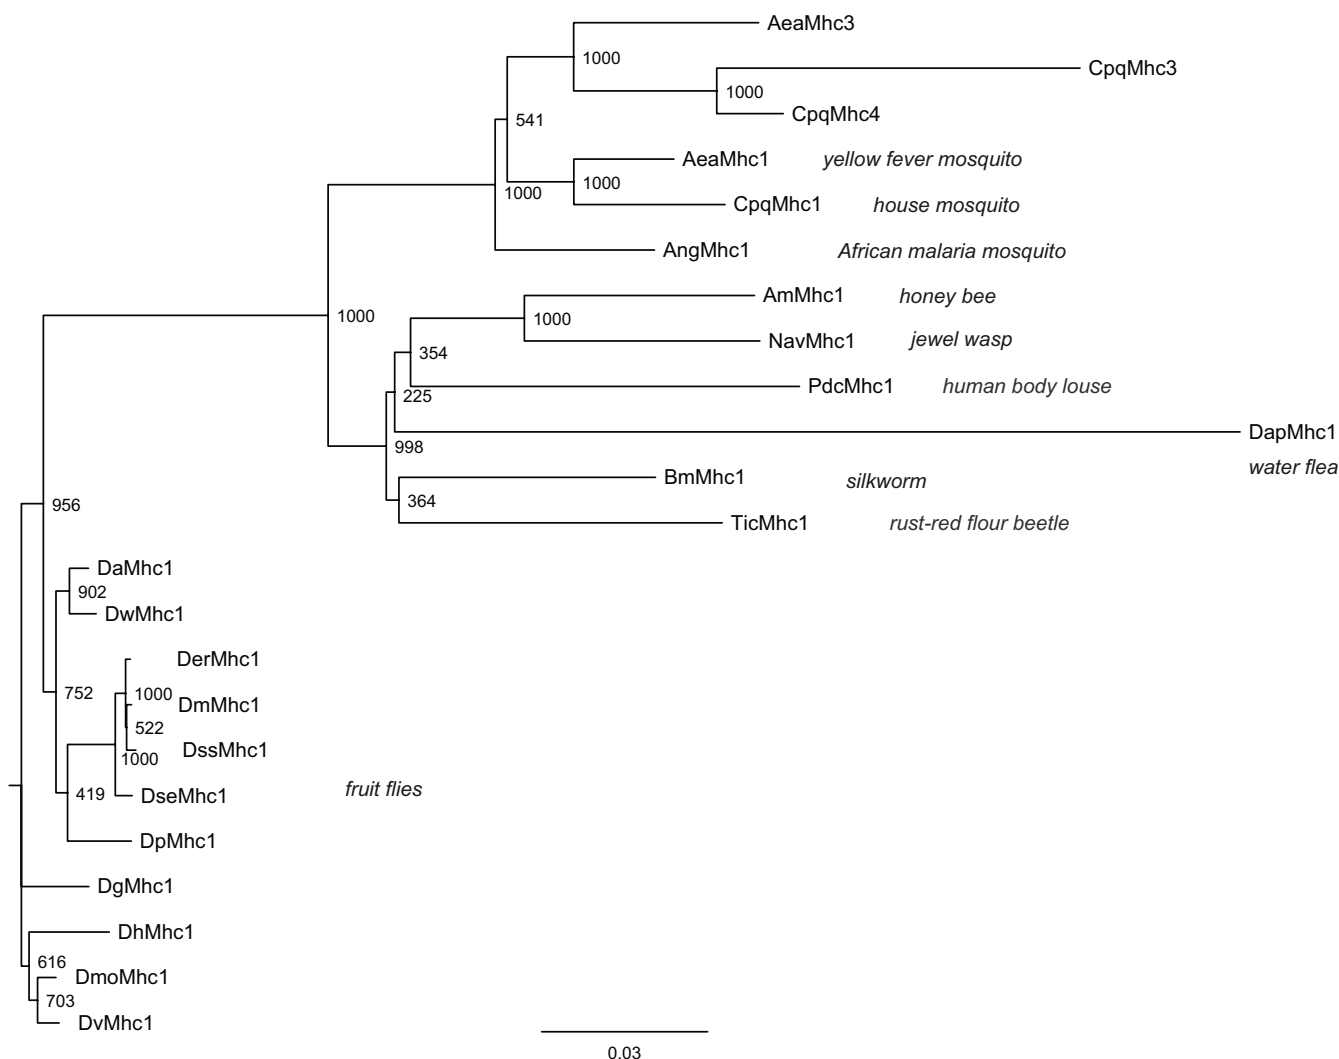 AeaMhc3
1000
CpqMhc3
1000
CpqMhc4
541
AeaMhc1 yellow fever mosquito
1000
1000
CpqMhc1 house mosquito
AngMhc1 African malaria mosquito
AmMhc1 honey bee
1000
1000
NavMhc1 jewel wasp
354
PdcMhc1 human body louse
225
DapMhc1
998
water flea
BmMhc1 silkworm
364
956
TicMhc1 rust-red flour beetle
DaMhc1
902
DwMhc1
DerMhc1
752
1000
DmMhc1
522
DssMhc1
1000
419
DseMhc1
fruit flies
DpMhc1
DgMhc1
DhMhc1
616
DmoMhc1
703
DvMhc1
0.03